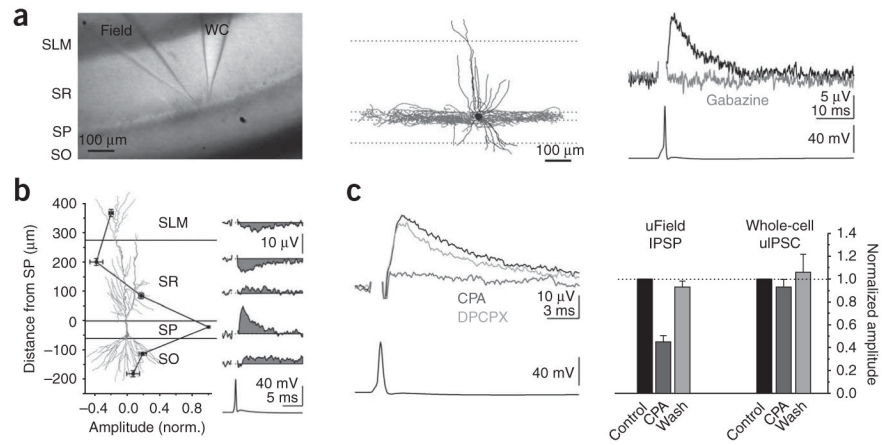 a
Field
WC
SLM
SR
SP
SO
100 µm
100 µm
Gabazine
5 µV
10 ms
40 mV
b
Distance from SP (µm)
400
300
200
100
0
–100
–200
SLM
SR
SP
SO
–0.4 0.0 0.4 0.8
Amplitude (norm.)
10 µV
40 mV
5 ms
c
CPA
DPCPX
10 µV
3 ms
40 mV
uField
IPSP
Whole-cell
uIPSC
1.4
1.2
1.0
0.8
0.6
0.4
0.2
0.0
Normalized amplitude
Control
CPA
Wash
Control
CPA
Wash